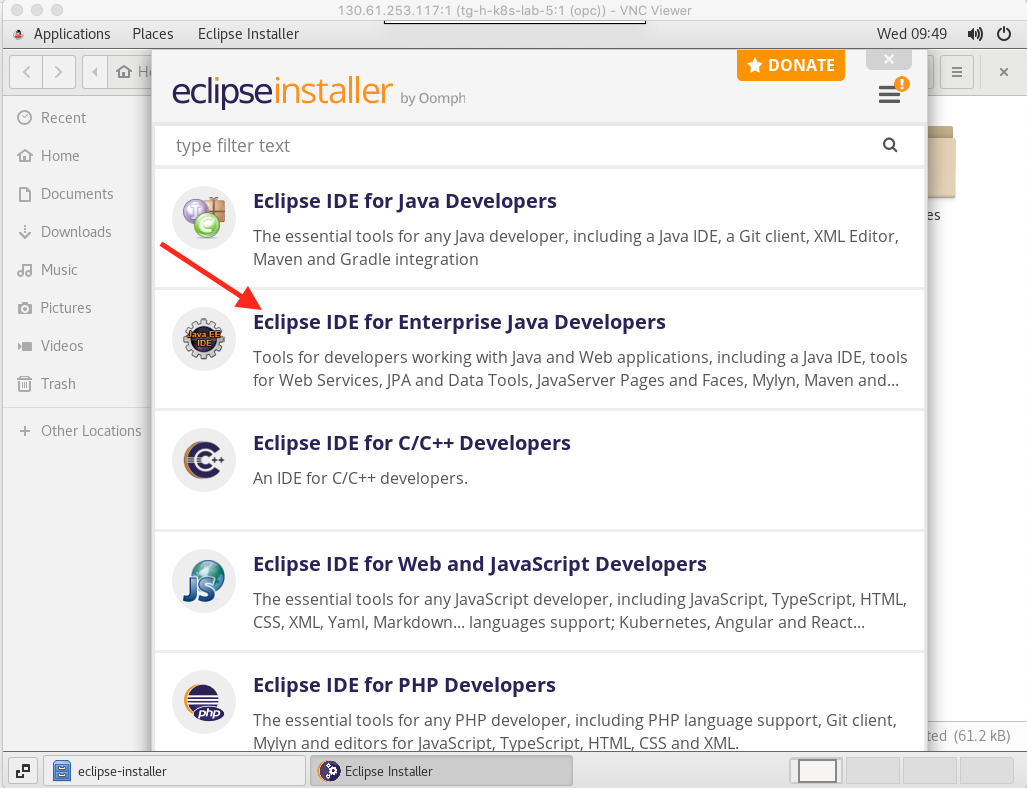 130.61.253.117:1 (tg-h-k8s-lab-5:1 (opc)) - VNC Viewer
Applications Places Eclipse Installer Wed 09:49
Recent
Home
Documents
Downloads
Music
Pictures
Videos
Trash
Other Locations
eclipseinstaller by Oomph
DONATE
type filter text
Eclipse IDE for Java Developers
The essential tools for any Java developer, including a Java IDE, a Git client, XML Editor,
Maven and Gradle integration
Java EE
IDE
Eclipse IDE for Enterprise Java Developers
Tools for developers working with Java and Web applications, including a Java IDE, tools
for Web Services, JPA and Data Tools, JavaServer Pages and Faces, Mylyn, Maven and...
C++
Eclipse IDE for C/C++ Developers
An IDE for C/C++ developers.
JS
Eclipse IDE for Web and JavaScript Developers
The essential tools for any JavaScript developer, including JavaScript, TypeScript, HTML,
CSS, XML, Yaml, Markdown... languages support; Kubernetes, Angular and React...
php
Eclipse IDE for PHP Developers
The essential tools for any PHP developer, including PHP language support, Git client,
Mylyn and editors for JavaScript, TypeScript, HTML, CSS and XML.
(61.2 kB)
eclipse-installer
Eclipse Installer